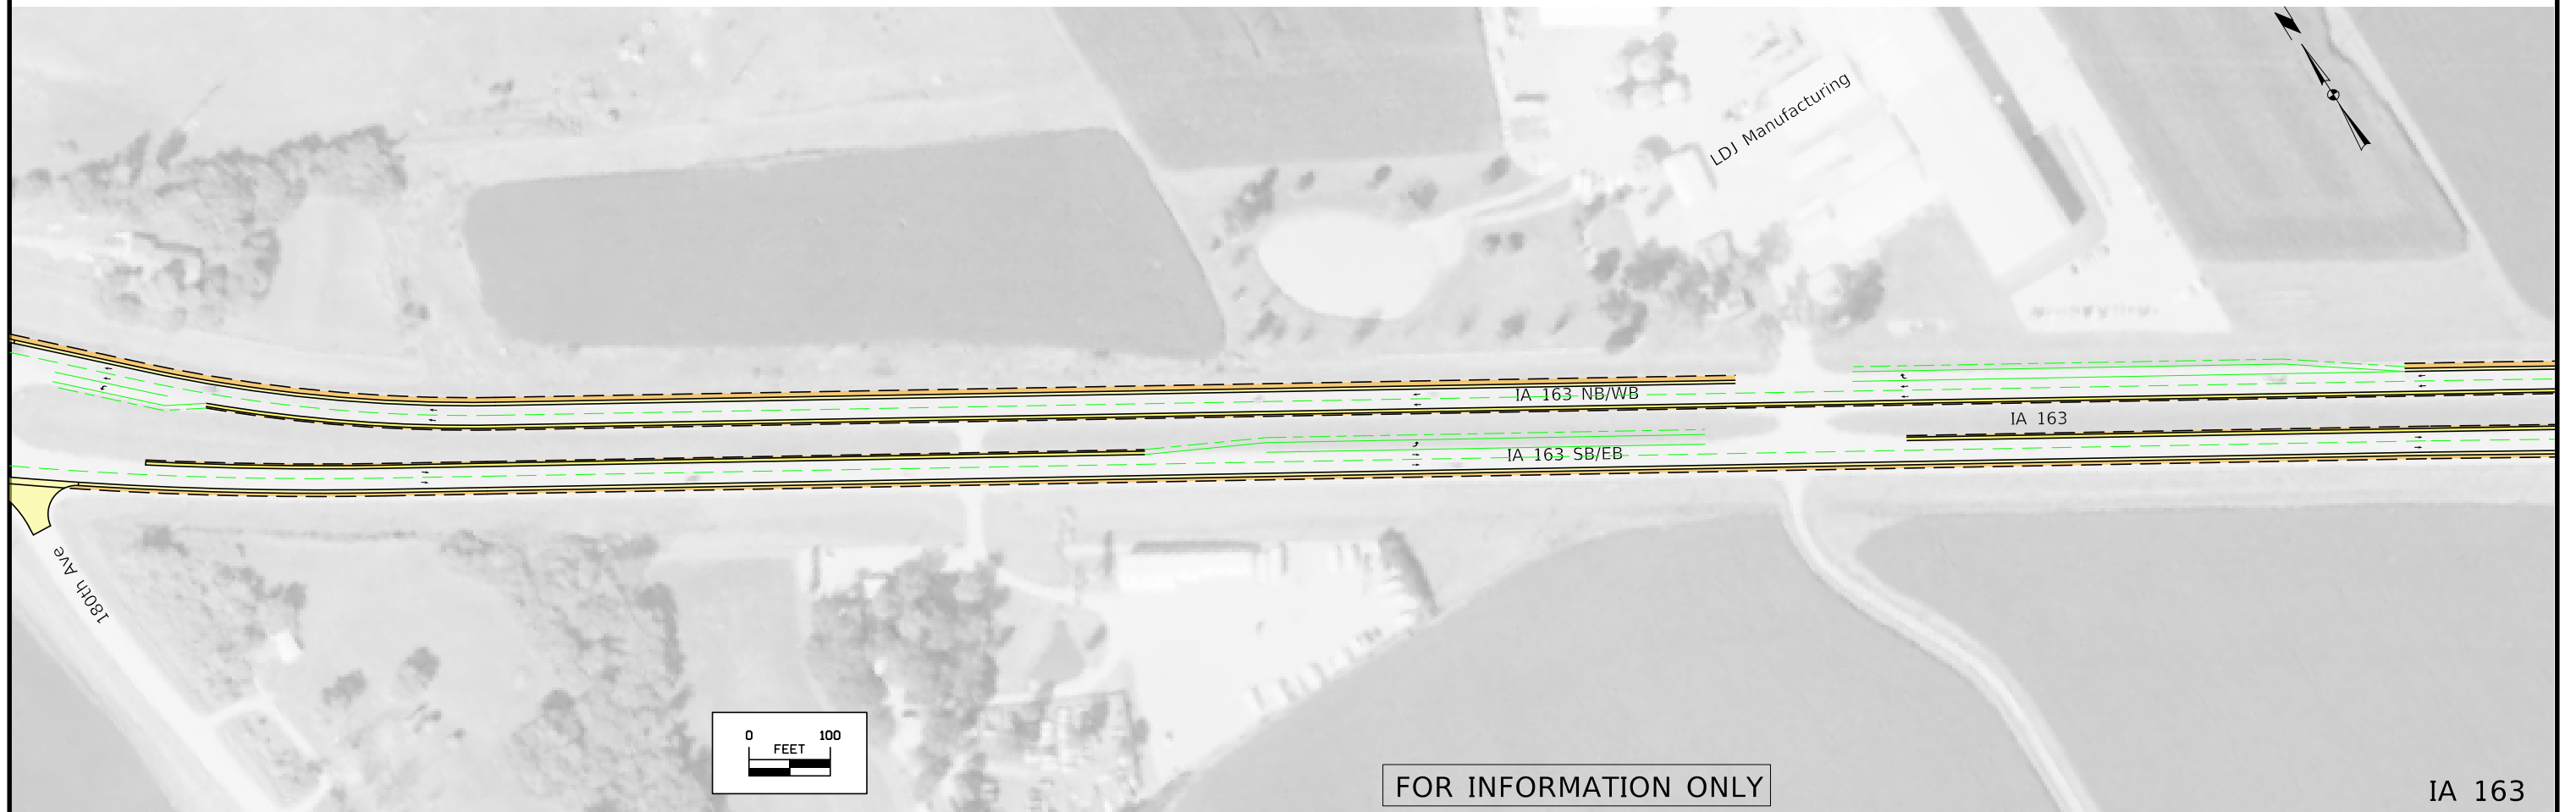 LDJ Manufacturing
IA 163 NB/WB
IA 163
IA 163 SB/EB
180th Ave
0 100
FEET
FOR INFORMATION ONLY
IA 163